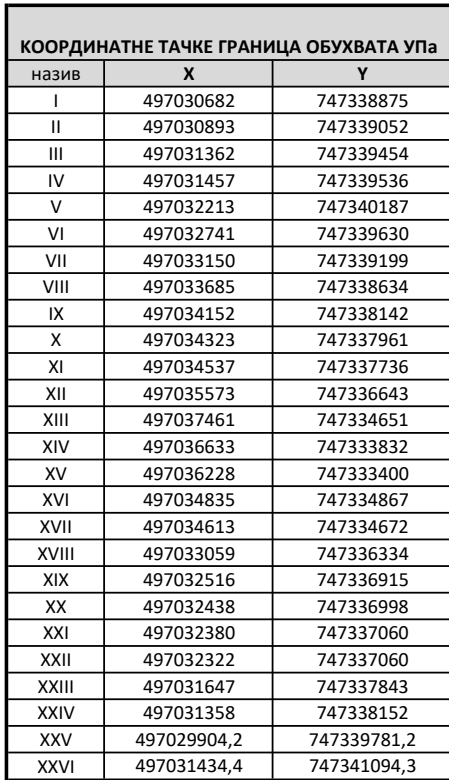 КООРДИНАТНЕ ТАЧКЕ ГРАНИЦА ОБУХВАТА УПа
назив X Y
I 497030682 747338875
II 497030893 747339052
III 497031362 747339454
IV 497031457 747339536
V 497032213 747340187
VI 497032741 747339630
VII 497033150 747339199
VIII 497033685 747338634
IX 497034152 747338142
X 497034323 747337961
XI 497034537 747337736
XII 497035573 747336643
XIII 497037461 747334651
XIV 497036633 747333832
XV 497036228 747333400
XVI 497034835 747334867
XVII 497034613 747334672
XVIII 497033059 747336334
XIX 497032516 747336915
XX 497032438 747336998
XXI 497032380 747337060
XXII 497032322 747337060
XXIII 497031647 747337843
XXIV 497031358 747338152
XXV 497029904,2 747339781,2
XXVI 497031434,4 747341094,3